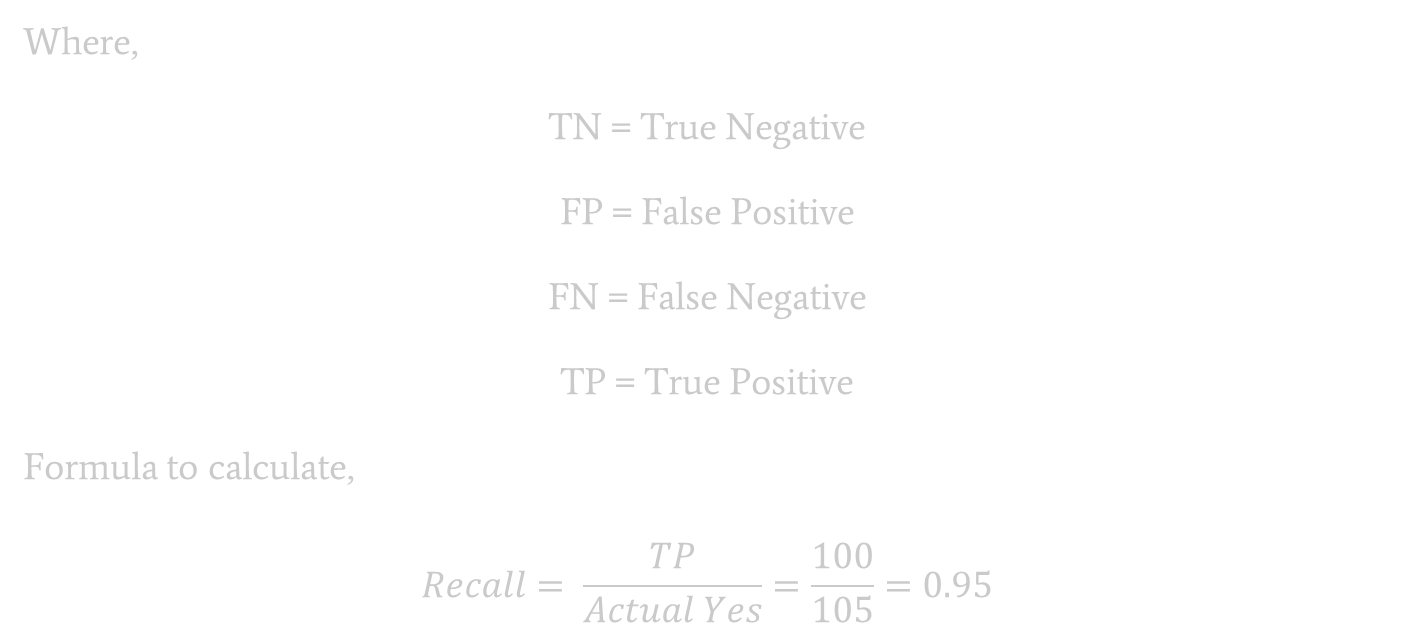 Where,
TN = True Negative
FP = False Positive
FN = False Negative
TP = True Positive
Formula to calculate,
Recall = TP / Actual Yes = 100 / 105 = 0.95